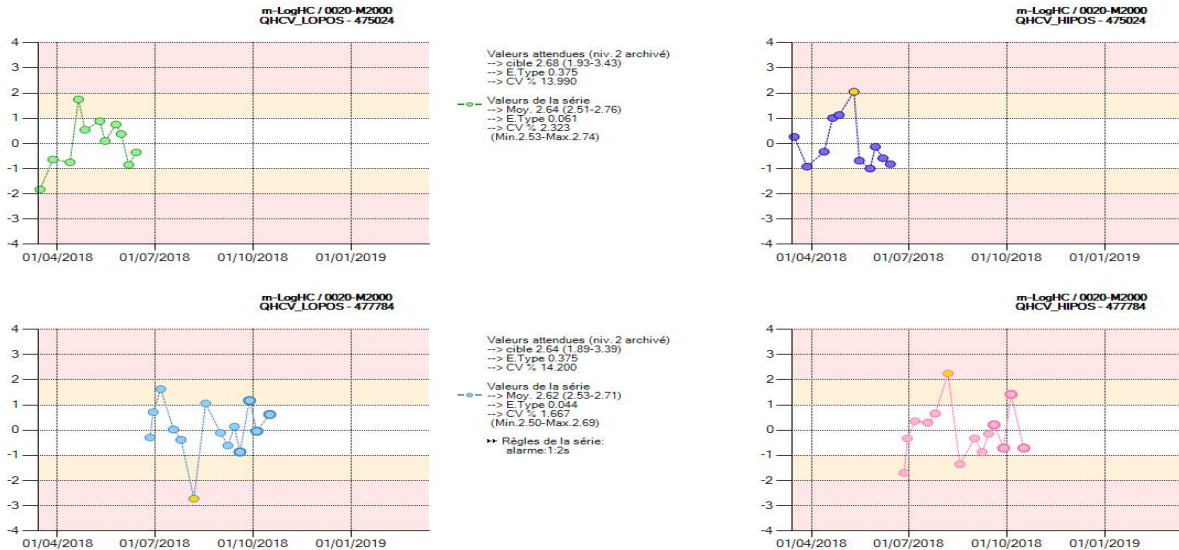 m-LogHC / 0020-M2000
QHCV_LOPOS - 475024
4
3
2
1
0
-1
-2
-3
-4
01/04/2018 01/07/2018 01/10/2018 01/01/2019
Valeurs attendues (niv. 2 archivé)
--> cible 2.68 (1.93-3.43)
--> E.Type 0.375
--> CV % 13.990
Valeurs de la série
--> Moy. 2.64 (2.51-2.76)
--> E.Type 0.061
--> CV % 2.323
(Min.2.53-Max.2.74)
m-LogHC / 0020-M2000
QHCV_HIPOS - 475024
4
3
2
1
0
-1
-2
-3
-4
01/04/2018 01/07/2018 01/10/2018 01/01/2019
m-LogHC / 0020-M2000
QHCV_LOPOS - 477784
4
3
2
1
0
-1
-2
-3
-4
01/04/2018 01/07/2018 01/10/2018 01/01/2019
Valeurs attendues (niv. 2 archivé)
--> cible 2.64 (1.89-3.39)
--> E.Type 0.375
--> CV % 14.200
Valeurs de la série
--> Moy. 2.62 (2.53-2.71)
--> E.Type 0.044
--> CV % 1.667
(Min.2.50-Max.2.69)
Règles de la série:
alarme:1:2s
m-LogHC / 0020-M2000
QHCV_HIPOS - 477784
4
3
2
1
0
-1
-2
-3
-4
01/04/2018 01/07/2018 01/10/2018 01/01/2019